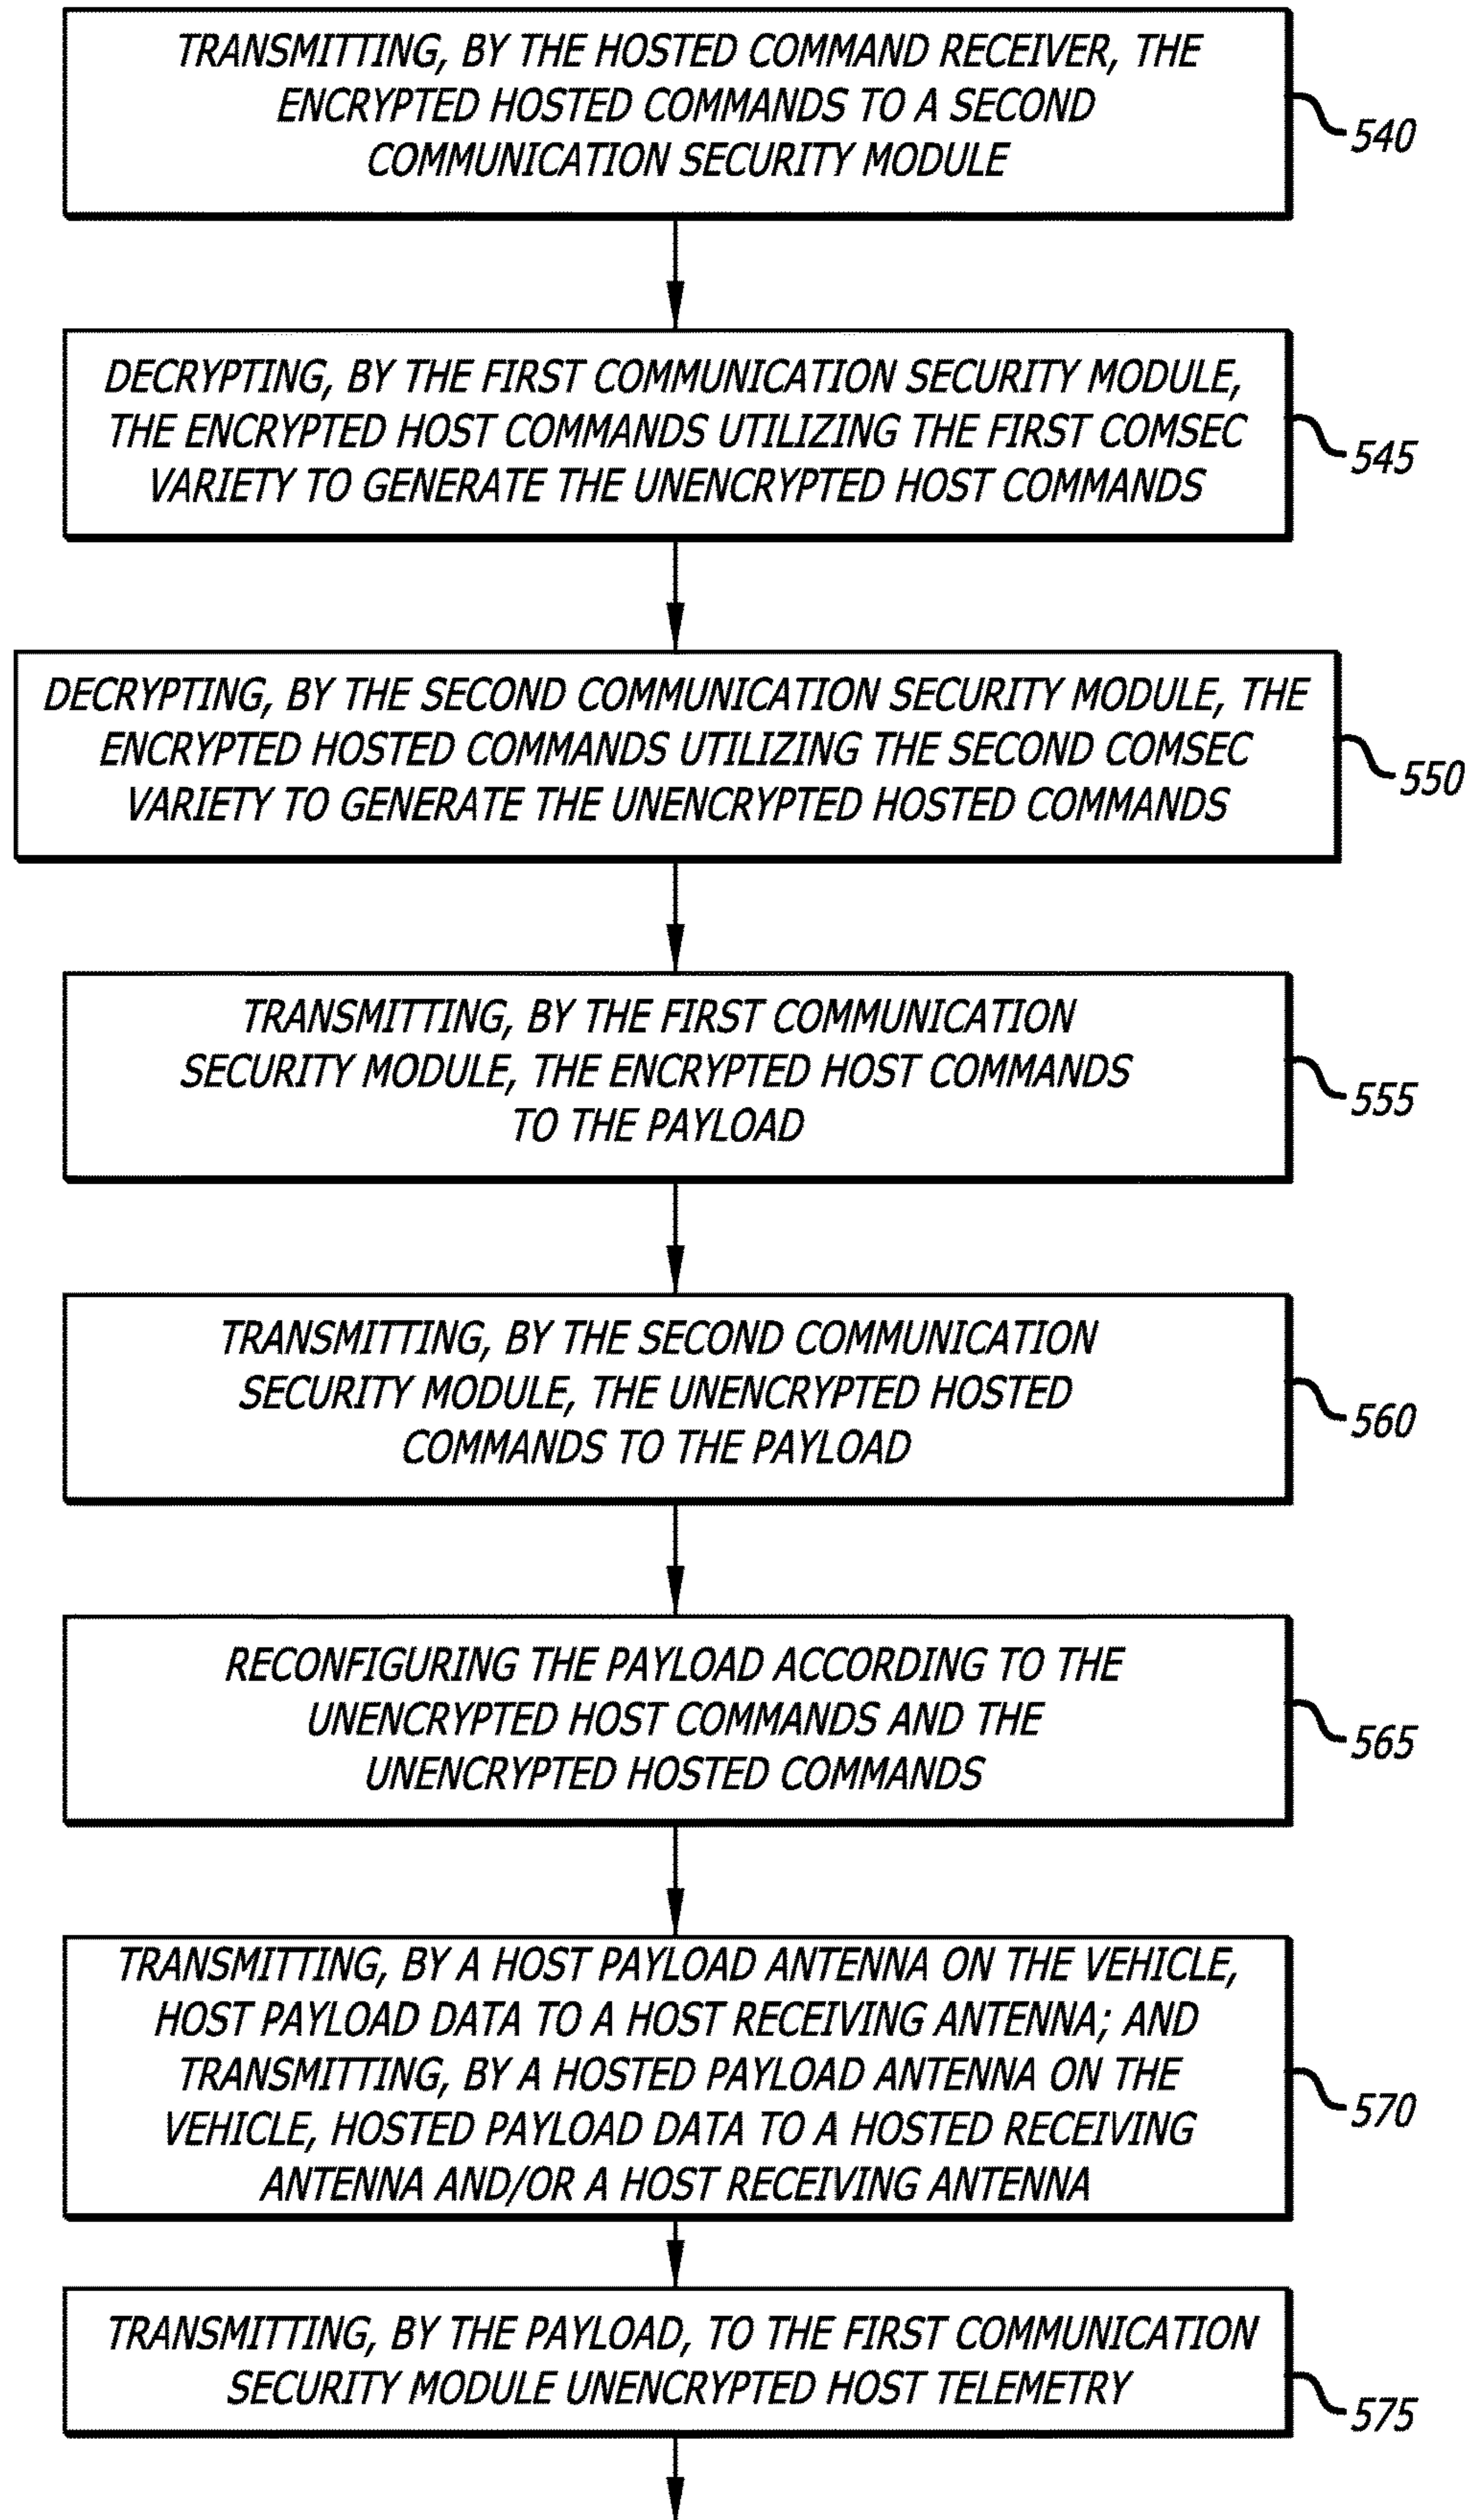 TRANSMITTING, BY THE HOSTED COMMAND RECEIVER, THE
ENCRYPTED HOSTED COMMANDS TO A SECOND
COMMUNICATION SECURITY MODULE
540
DECRYPTING, BY THE FIRST COMMUNICATION SECURITY MODULE,
THE ENCRYPTED HOST COMMANDS UTILIZING THE FIRST COMSEC
VARIETY TO GENERATE THE UNENCRYPTED HOST COMMANDS
545
DECRYPTING, BY THE SECOND COMMUNICATION SECURITY MODULE, THE
ENCRYPTED HOSTED COMMANDS UTILIZING THE SECOND COMSEC
VARIETY TO GENERATE THE UNENCRYPTED HOSTED COMMANDS
550
TRANSMITTING, BY THE FIRST COMMUNICATION
SECURITY MODULE, THE ENCRYPTED HOST COMMANDS
TO THE PAYLOAD
555
TRANSMITTING, BY THE SECOND COMMUNICATION
SECURITY MODULE, THE UNENCRYPTED HOSTED
COMMANDS TO THE PAYLOAD
560
RECONFIGURING THE PAYLOAD ACCORDING TO THE
UNENCRYPTED HOST COMMANDS AND THE
UNENCRYPTED HOSTED COMMANDS
565
TRANSMITTING, BY A HOST PAYLOAD ANTENNA ON THE VEHICLE,
HOST PAYLOAD DATA TO A HOST RECEIVING ANTENNA; AND
TRANSMITTING, BY A HOSTED PAYLOAD ANTENNA ON THE
VEHICLE, HOSTED PAYLOAD DATA TO A HOSTED RECEIVING
ANTENNA AND/OR A HOST RECEIVING ANTENNA
570
TRANSMITTING, BY THE PAYLOAD, TO THE FIRST COMMUNICATION
SECURITY MODULE UNENCRYPTED HOST TELEMETRY
575